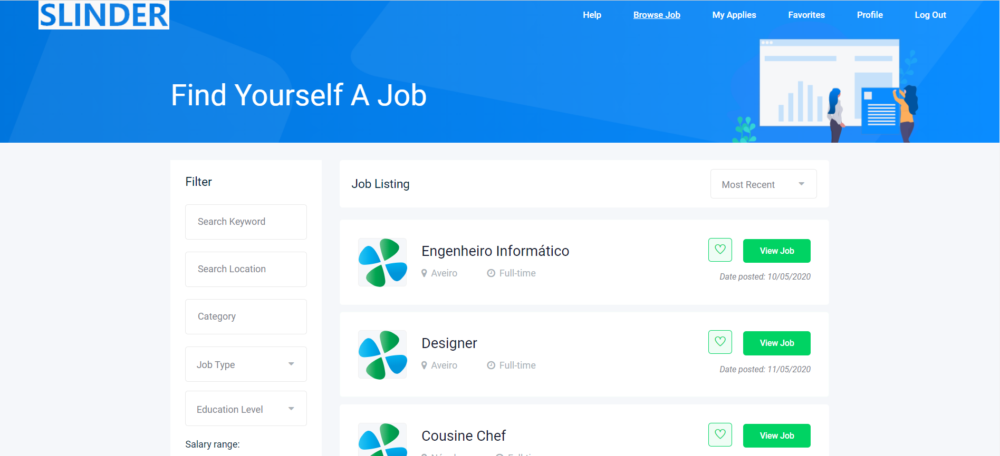 SLINDER
Help
Browse Job
My Applies
Favorites
Profile
Log Out
Find Yourself A Job
Filter
Search Keyword
Search Location
Category
Job Type
Education Level
Salary range:
Job Listing
Most Recent
Engenheiro Informático
Aveiro
Full-time
View Job
Date posted: 10/05/2020
Designer
Aveiro
Full-time
View Job
Date posted: 11/05/2020
Cousine Chef
View Job